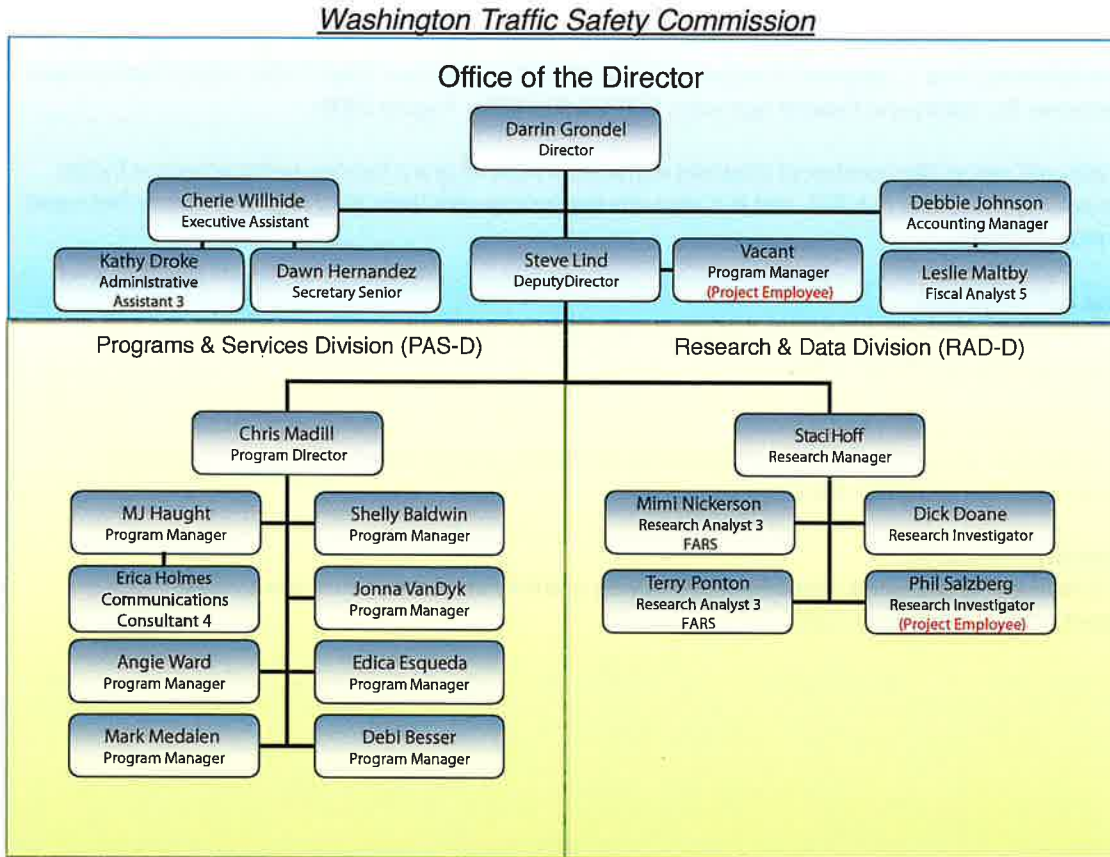 Washington Traffic Safety Commission
Office of the Director
Darrin Grondel
Director
Cherie Willhide
Executive Assistant
Debbie Johnson
Accounting Manager
Kathy Droke
Administrative
Assistant 3
Dawn Hernandez
Secretary Senior
Steve Lind
DeputyDirector
Vacant
Program Manager
(Project Employee)
Leslie Maltby
Fiscal Analyst 5
Programs & Services Division (PAS-D)
Chris Madill
Program Director
MJ Haught
Program Manager
Shelly Baldwin
Program Manager
Erica Holmes
Communications
Consultant 4
Jonna VanDyk
Program Manager
Angie Ward
Program Manager
Edica Esqueda
Program Manager
Mark Medalen
Program Manager
Debi Besser
Program Manager
Research & Data Division (RAD-D)
Staci Hoff
Research Manager
Mimi Nickerson
Research Analyst 3
FARS
Dick Doane
Research Investigator
Terry Ponton
Research Analyst 3
FARS
Phil Salzberg
Research Investigator
(Project Employee)